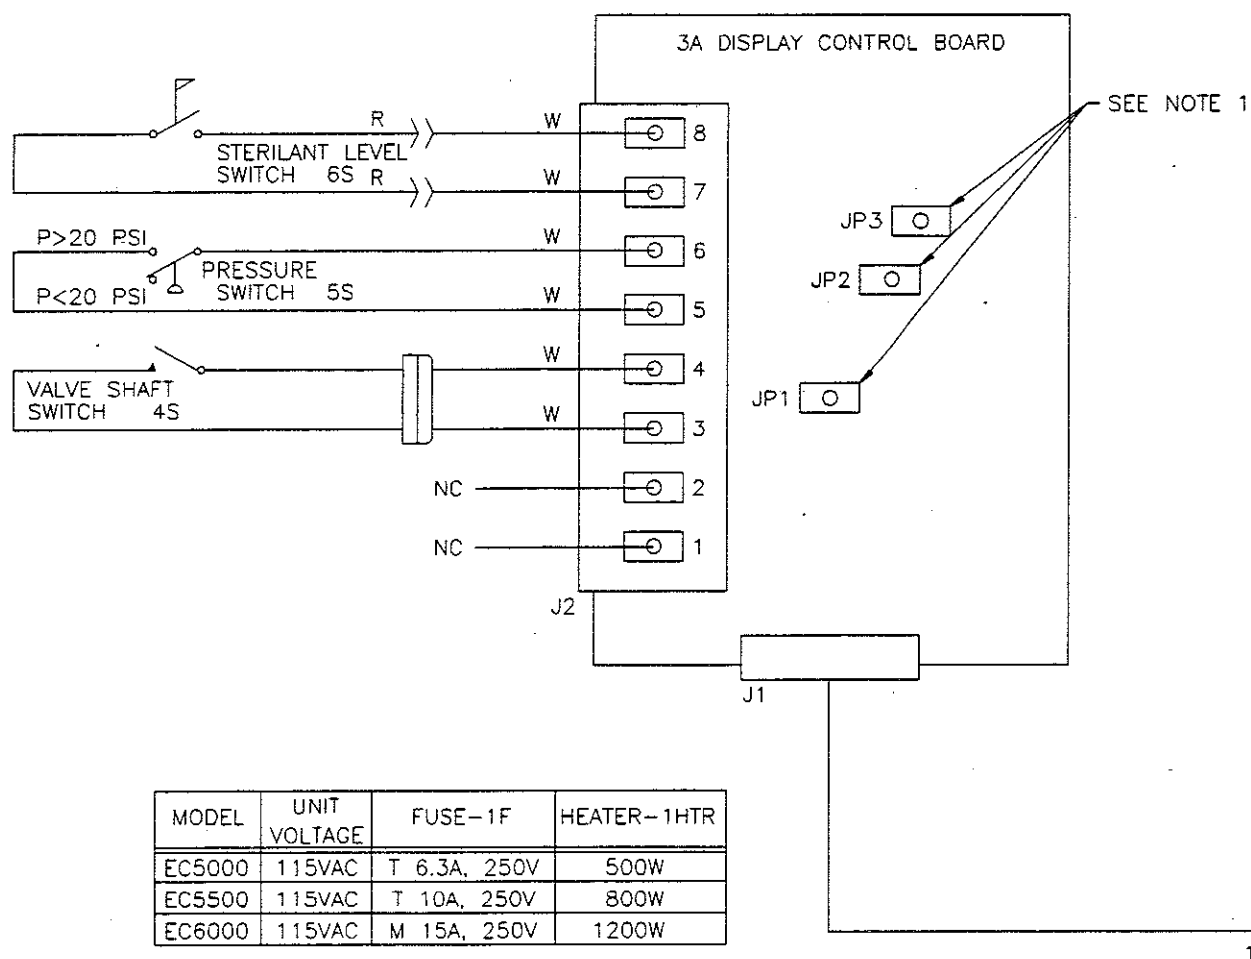 3A DISPLAY CONTROL BOARD
SEE NOTE 1
R
W
8
STERILANT LEVEL
SWITCH 6S
R
W
7
JP3
P>20 PSI
W
6
PRESSURE
SWITCH 5S
JP2
P<20 PSI
5
W
4
VALVE SHAFT
SWITCH 4S
JP1
W
3
NC
2
NC
1
J2
J1
MODEL UNIT VOLTAGE FUSE-1F HEATER-1HTR
EC5000 115VAC T 6.3A, 250V 500W
EC5500 115VAC T 10A, 250V 800W
EC6000 115VAC M 15A, 250V 1200W
1